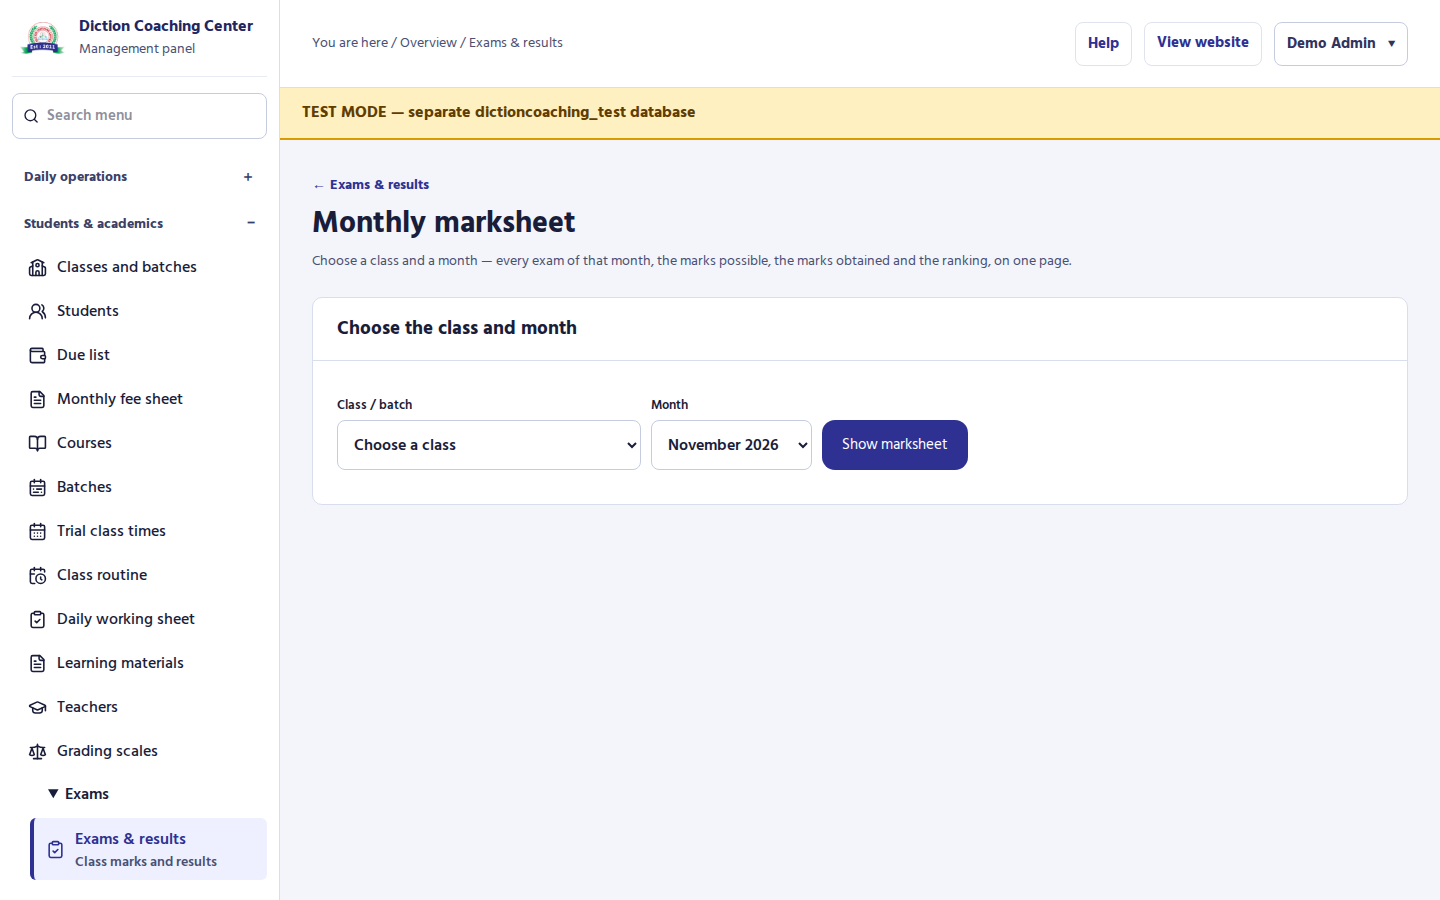 Diction Coaching Center
Management panel
Est : 2011
Search menu
Daily operations +
Students & academics −
Classes and batches
Students
Due list
Monthly fee sheet
Courses
Batches
Trial class times
Class routine
Daily working sheet
Learning materials
Teachers
Grading scales
▼ Exams
Exams & results
Class marks and results
You are here / Overview / Exams & results
Help
View website
Demo Admin ▼
TEST MODE — separate dictioncoaching_test database
← Exams & results
Monthly marksheet
Choose a class and a month — every exam of that month, the marks possible, the marks obtained and the ranking, on one page.
Choose the class and month
Class / batch Month
Choose a class November 2026 Show marksheet